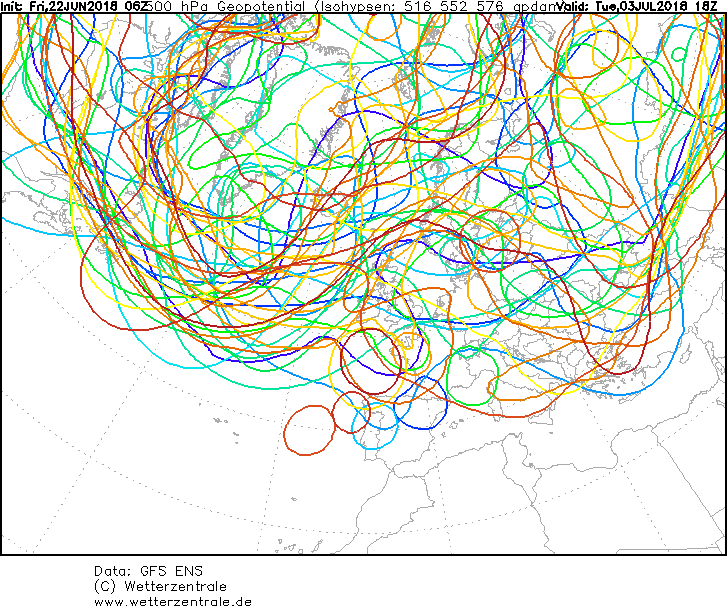 Init: Fri,22JUN2018 06Z 500 hPa Geopotential (Isohypsen: 516 552 576 gpdam Valid: Tue,03JUL2018 18Z
Data: GFS ENS
(C) Wetterzentrale
www.wetterzentrale.de